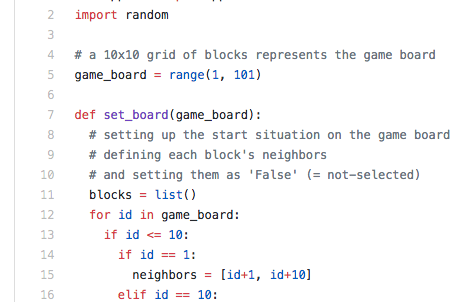 2 import random
3
4 # a 10x10 grid of blocks represents the game board
5 game_board = range(1, 101)
6
7 def set_board(game_board):
8     # setting up the start situation on the game board
9     # defining each block's neighbors
10     # and setting them as 'False' (= not-selected)
11     blocks = list()
12     for id in game_board:
13         if id <= 10:
14             if id == 1:
15                 neighbors = [id+1, id+10]
16             elif id == 10: